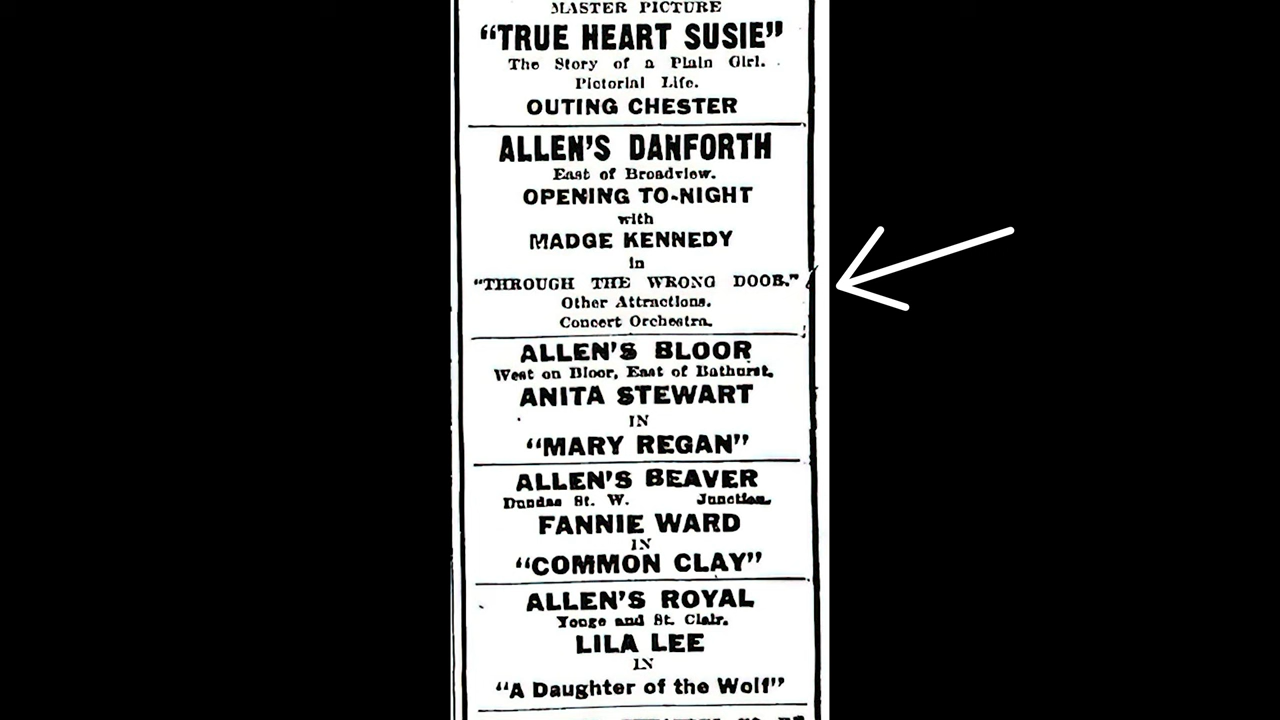 MASTER PICTURE
"TRUE HEART SUSIE"
The Story of a Plain Girl.
Pictorial Life.
OUTING CHESTER
ALLEN'S DANFORTH
East of Broadview.
OPENING TO-NIGHT
with
MADGE KENNEDY
in
"THROUGH THE WRONG DOOR."
Other Attractions.
Concert Orchestra.
ALLEN'S BLOOR
West on Bloor, East of Bathurst.
ANITA STEWART
IN
"MARY REGAN"
ALLEN'S BEAVER
Dundas St. W. Junction.
FANNIE WARD
IN
"COMMON CLAY"
ALLEN'S ROYAL
Yonge and St. Clair.
LILA LEE
IN
"A Daughter of the Wolf"